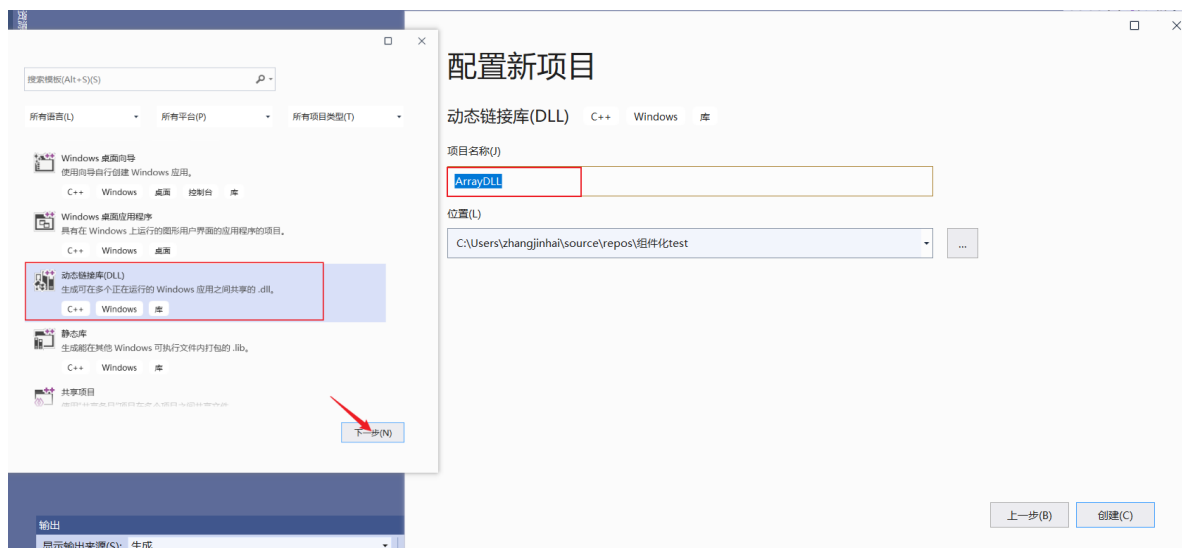 搜索模板(Alt+S)(S)
所有语言(L) 所有平台(P) 所有项目类型(T)
Windows 桌面向导
使用向导自行创建 Windows 应用。
C++ Windows 桌面 控制台 库
Windows 桌面应用程序
具有在 Windows 上运行的图形用户界面的应用程序的项目。
C++ Windows 桌面
动态链接库(DLL)
生成可在多个正在运行的 Windows 应用之间共享的 .dll。
C++ Windows 库
静态库
生成能在其他 Windows 可执行文件内打包的 .lib。
C++ Windows 库
共享项目
下一步(N)
输出
显示输出来源(S): 生成
配置新项目
动态链接库(DLL) C++ Windows 库
项目名称(J)
ArrayDLL
位置(L)
C:\Users\zhangjinhai\source\repos\组件化test
...
上一步(B) 创建(C)